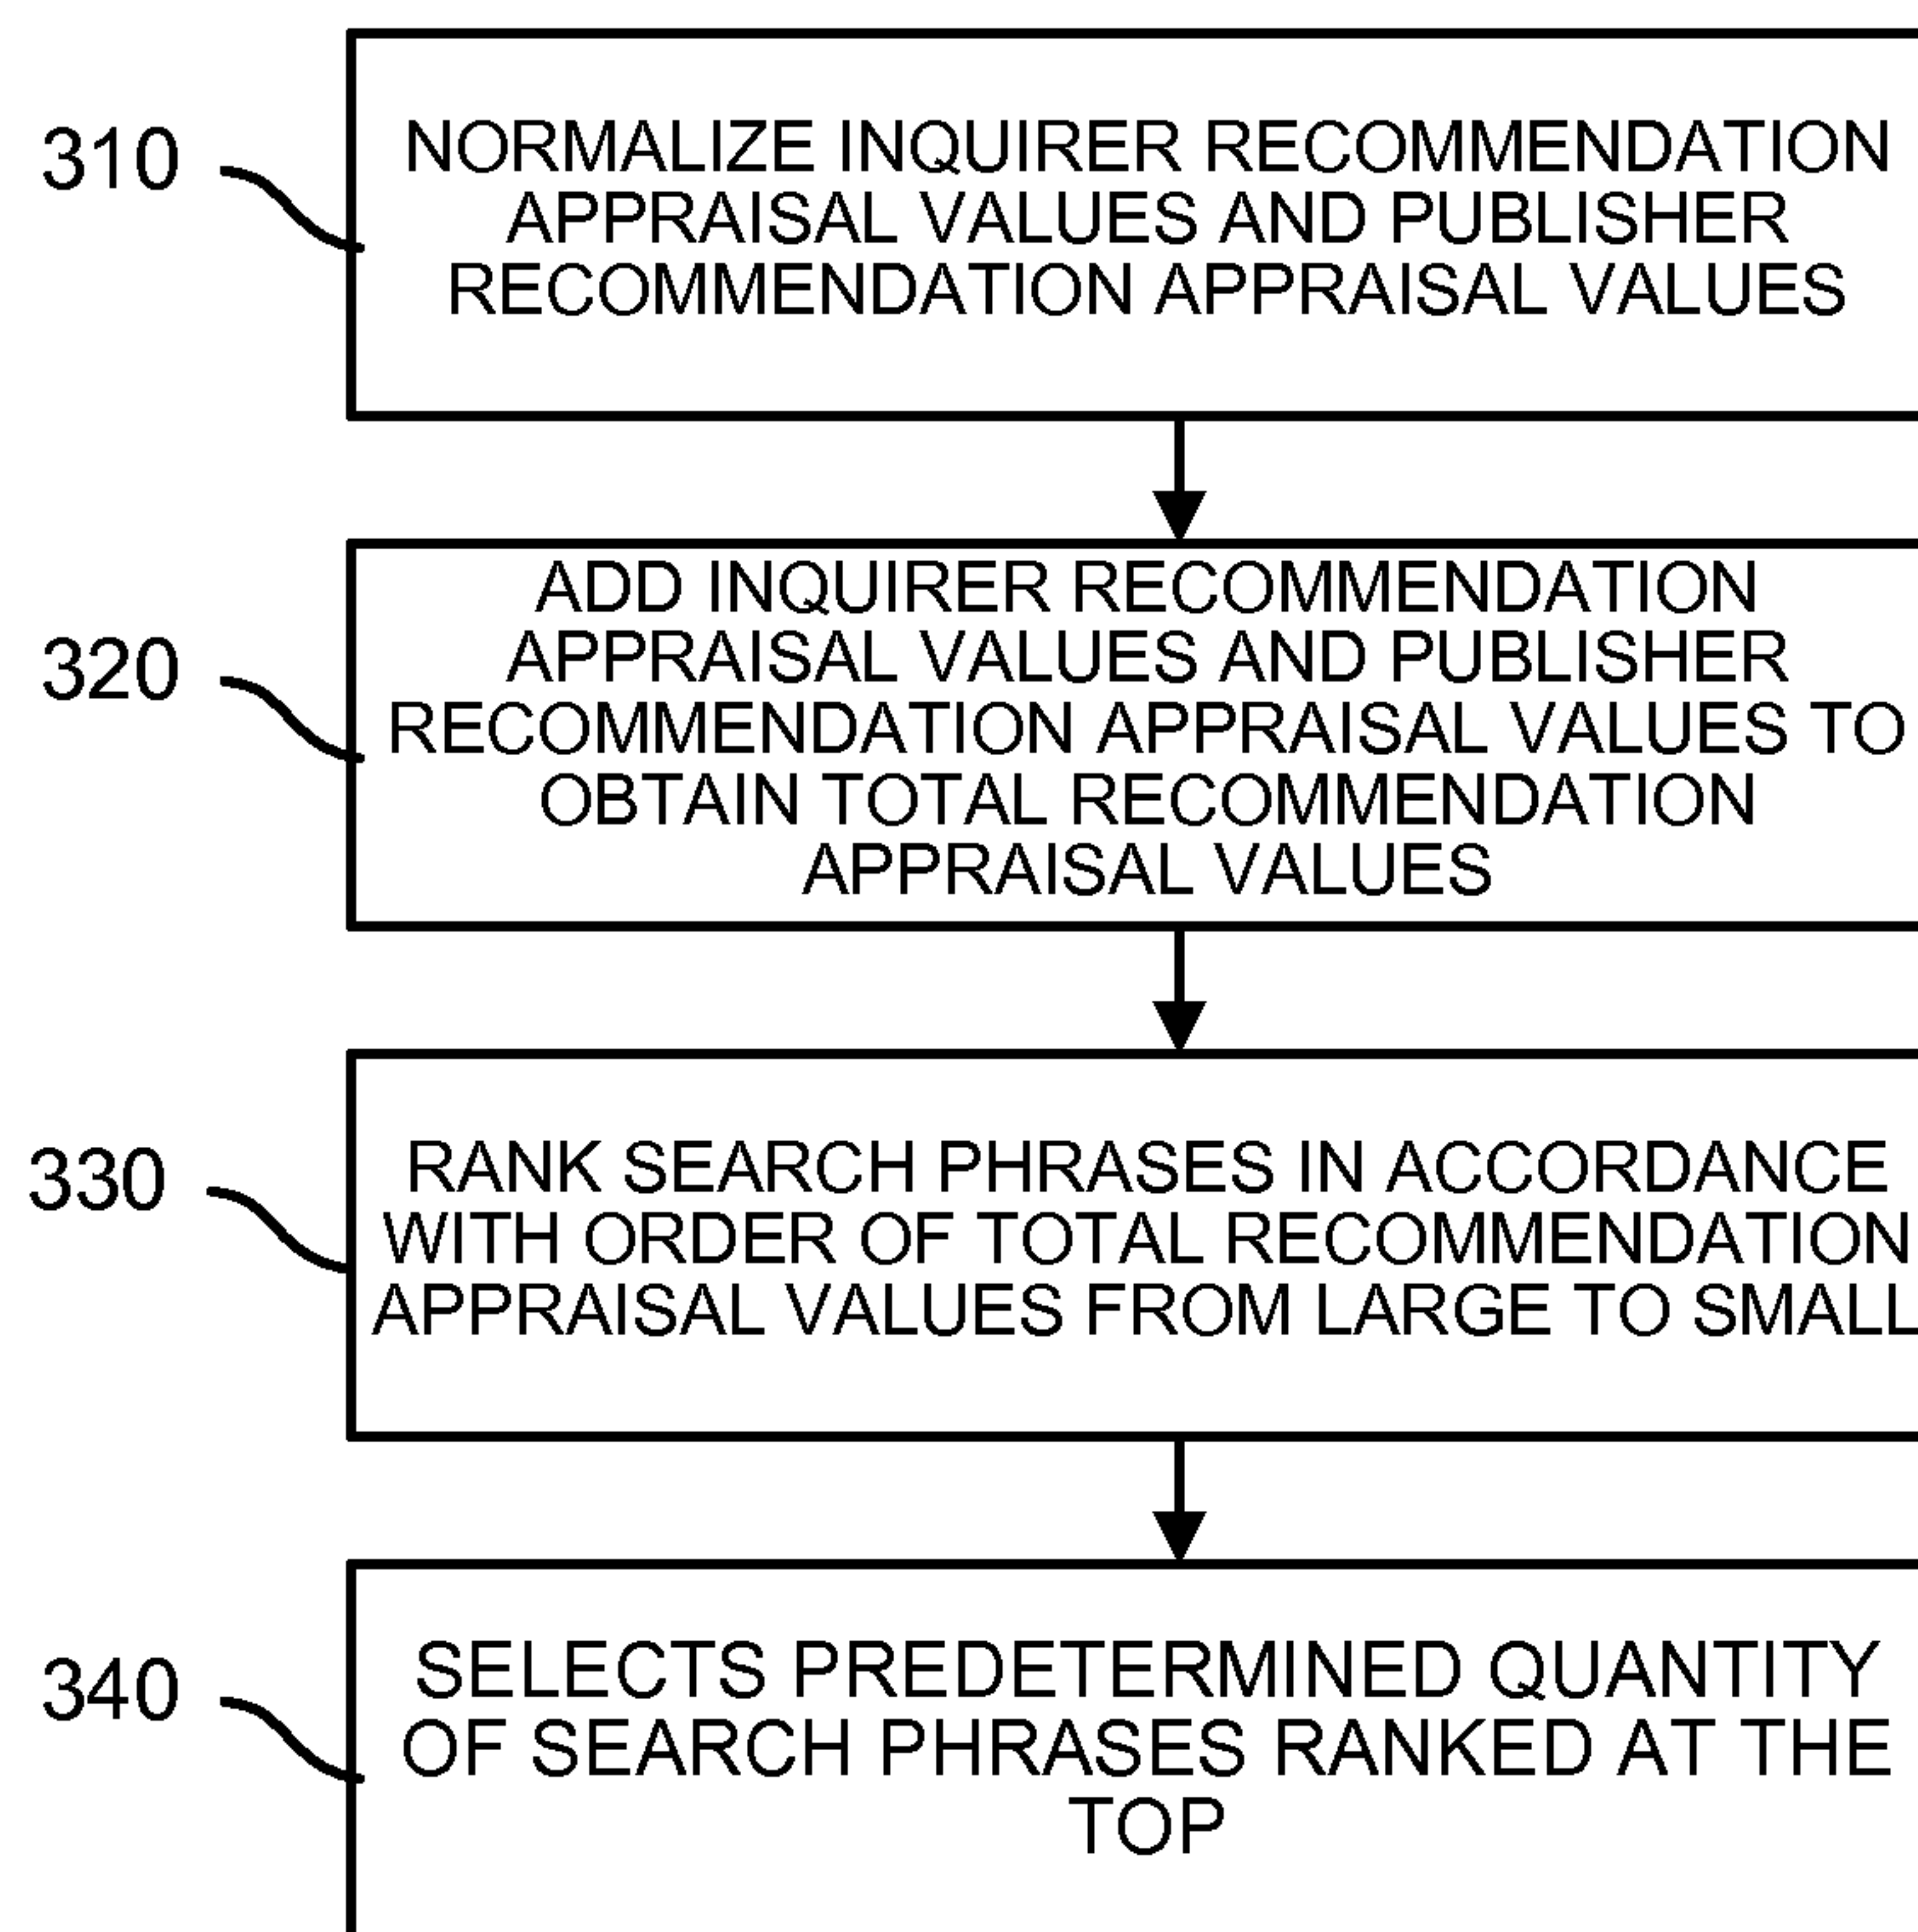 310
NORMALIZE INQUIRER RECOMMENDATION
APPRAISAL VALUES AND PUBLISHER
RECOMMENDATION APPRAISAL VALUES
320
ADD INQUIRER RECOMMENDATION
APPRAISAL VALUES AND PUBLISHER
RECOMMENDATION APPRAISAL VALUES TO
OBTAIN TOTAL RECOMMENDATION
APPRAISAL VALUES
330
RANK SEARCH PHRASES IN ACCORDANCE
WITH ORDER OF TOTAL RECOMMENDATION
APPRAISAL VALUES FROM LARGE TO SMALL
340
SELECTS PREDETERMINED QUANTITY
OF SEARCH PHRASES RANKED AT THE
TOP